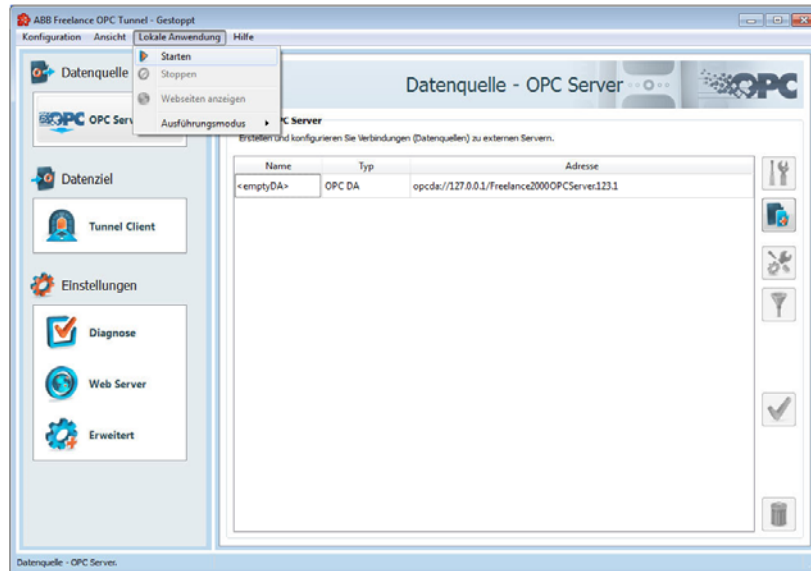 ABB Freelance OPC Tunnel - Gestoppt
Konfiguration Ansicht Lokale Anwendung Hilfe
Starten
Stoppen
Webseiten anzeigen
Ausführungsmodus
Datenquelle
OPC
Datenquelle - OPC Server
OPC
Server
Erstellen und konfigurieren Sie Verbindungen (Datenquellen) zu externen Servern.
Name Typ Adresse
<emptyDA> OPC DA opcda://127.0.0.1/Freelance2000OPCServer.123.1
Datenziel
Tunnel Client
Einstellungen
Diagnose
Web Server
Erweitert
Datenquelle - OPC Server.